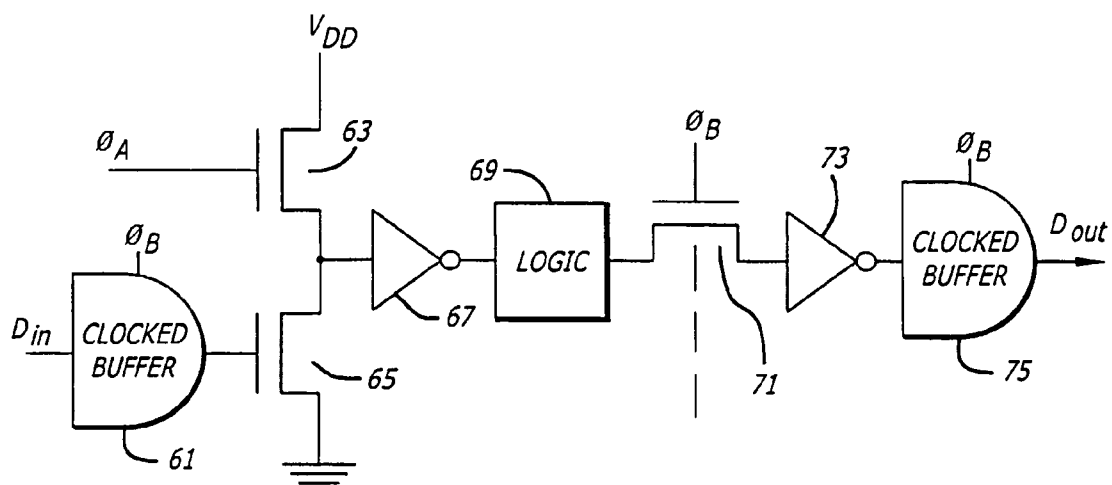 V_DD
Ø_A
63
Ø_B
D_in
CLOCKED
BUFFER
61
65
67
69
LOGIC
Ø_B
71
73
Ø_B
CLOCKED
BUFFER
75
D_out